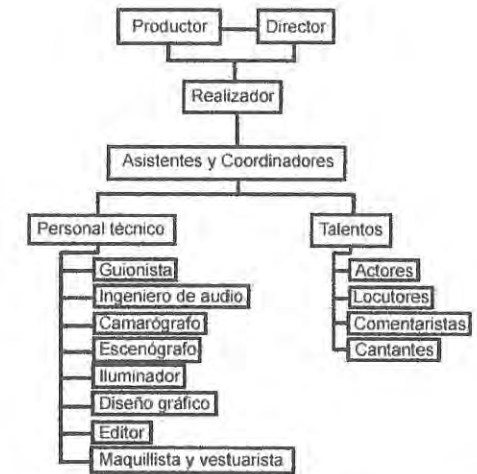 Productor
Director
Realizador
Asistentes y Coordinadores
Personal técnico
Talentos
Guionista
Ingeniero de audio
Camarógrafo
Escenógrafo
Iluminador
Diseño gráfico
Editor
Maquillista y vestuarista
Actores
Locutores
Comentaristas
Cantantes